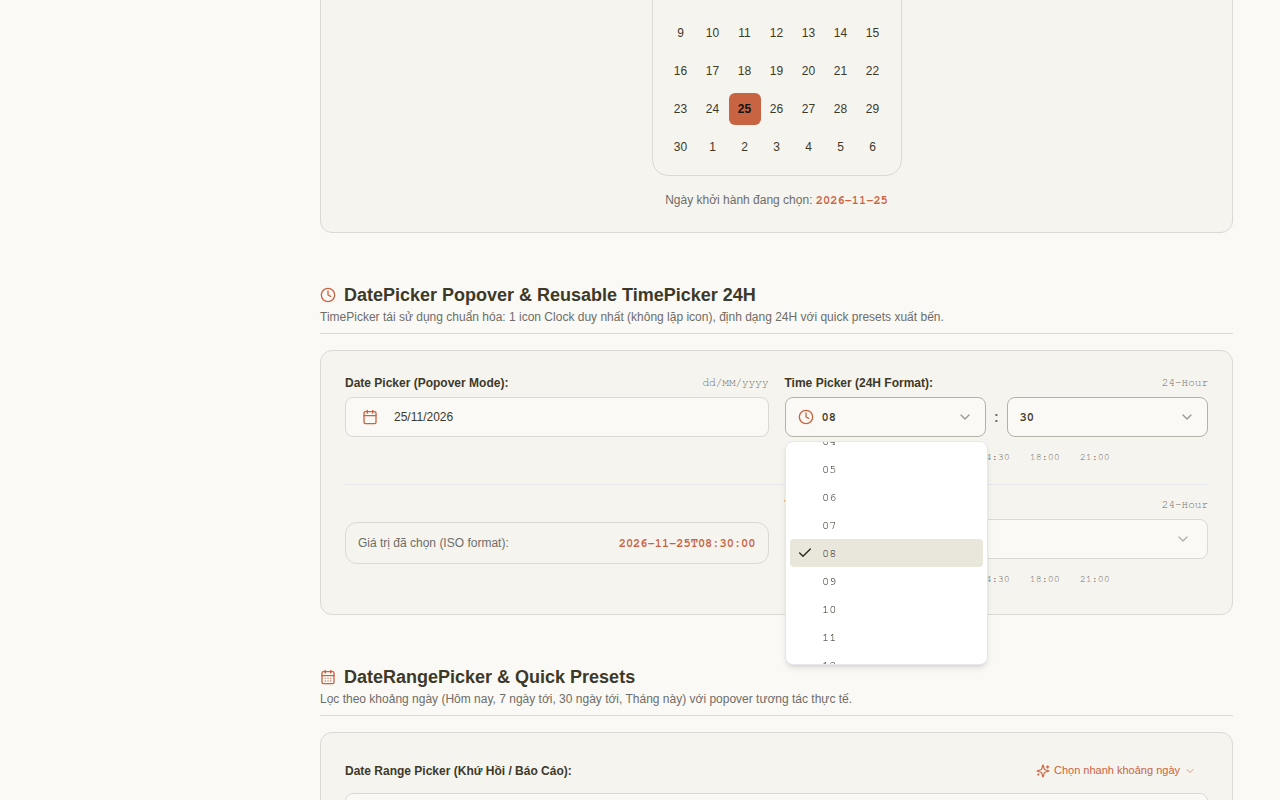 9 10 11 12 13 14 15
16 17 18 19 20 21 22
23 24 25 26 27 28 29
30 1 2 3 4 5 6
Ngày khởi hành đang chọn: 2026-11-25
DatePicker Popover & Reusable TimePicker 24H
TimePicker tái sử dụng chuẩn hóa: 1 icon Clock duy nhất (không lặp icon), định dạng 24H với quick presets xuất bến.
Date Picker (Popover Mode): dd/MM/yyyy
25/11/2026
Time Picker (24H Format): 24-Hour
08 : 30
05
06
07
08
09
10
11
:30 18:00 21:00
24-Hour
:30 18:00 21:00
Giá trị đã chọn (ISO format): 2026-11-25T08:30:00
DateRangePicker & Quick Presets
Lọc theo khoảng ngày (Hôm nay, 7 ngày tới, 30 ngày tới, Tháng này) với popover tương tác thực tế.
Date Range Picker (Khứ Hồi / Báo Cáo): Chọn nhanh khoảng ngày